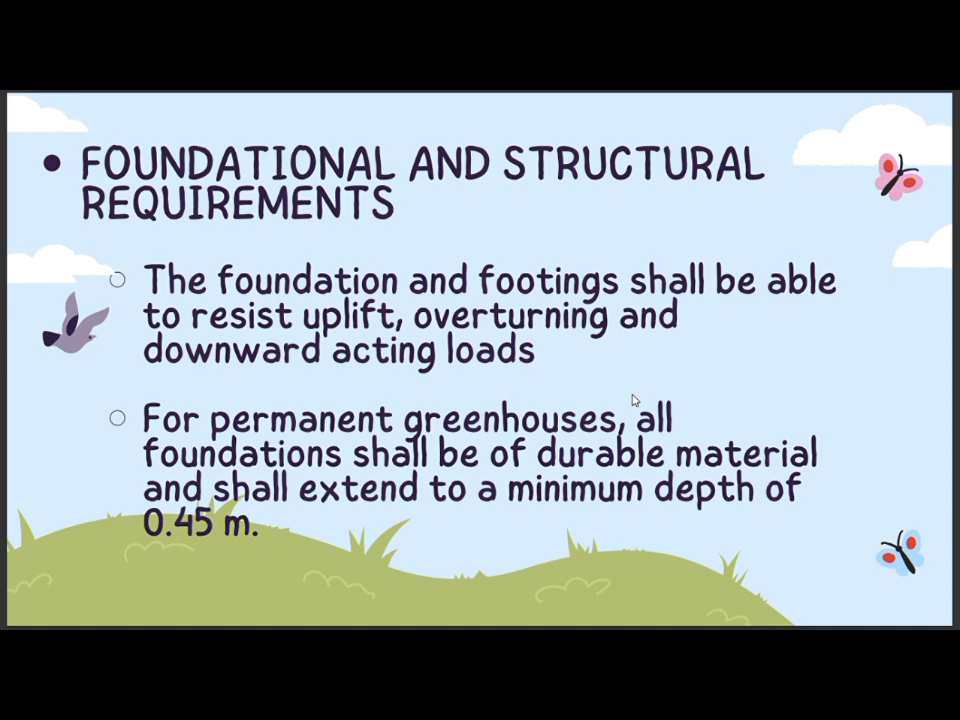 • FOUNDATIONAL AND STRUCTURAL
REQUIREMENTS
○ The foundation and footings shall be able
to resist uplift, overturning and
downward acting loads
○ For permanent greenhouses, all
foundations shall be of durable material
and shall extend to a minimum depth of
0.45 m.